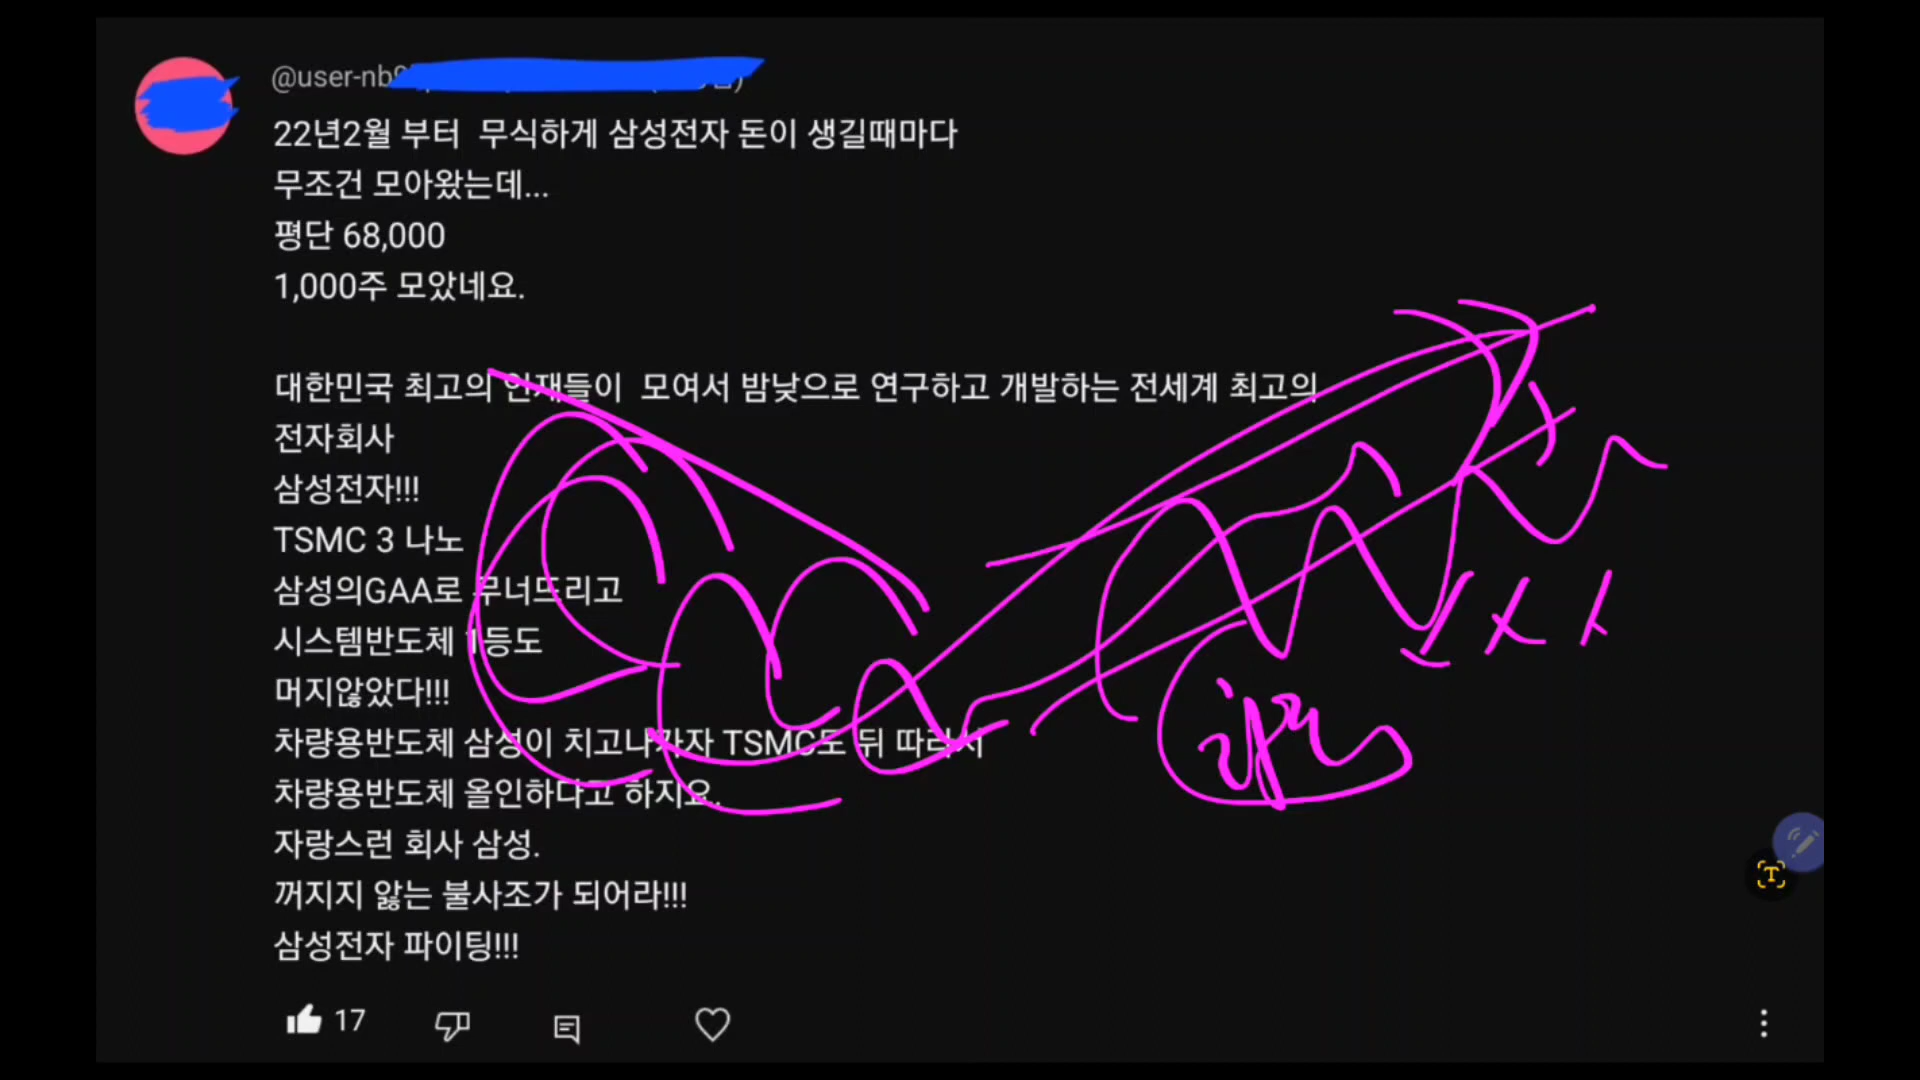 @user-nb
22년2월 부터 무식하게 삼성전자 돈이 생길때마다
무조건 모아왔는데...
평단 68,000
1,000주 모았네요.
대한민국 최고의 인재들이 모여서 밤낮으로 연구하고 개발하는 전세계 최고의
전자회사
삼성전자!!!
TSMC 3 나노
삼성의GAA로 무너뜨리고
시스템반도체 1등도
머지않았다!!!
차량용반도체 삼성이 치고나가자 TSMC도 뒤 따라서
차량용반도체 올인하다고 하지요.
자랑스런 회사 삼성.
꺼지지 앓는 불사조가 되어라!!!
삼성전자 파이팅!!!
17